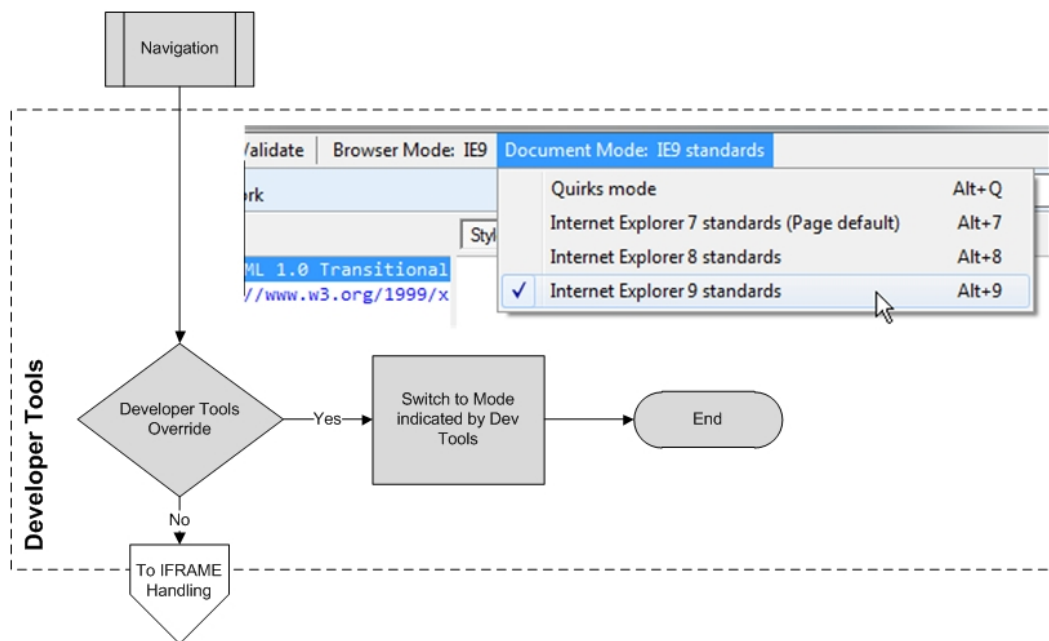 Navigation
Validate Browser Mode: IE9 Document Mode: IE9 standards
Quirks mode Alt+Q
Internet Explorer 7 standards (Page default) Alt+7
Internet Explorer 8 standards Alt+8
Internet Explorer 9 standards Alt+9
ork
Styl
ML 1.0 Transitional
//www.w3.org/1999/x
Developer Tools
Developer Tools
Override
Yes
Switch to Mode
indicated by Dev
Tools
End
No
To IFRAME
Handling